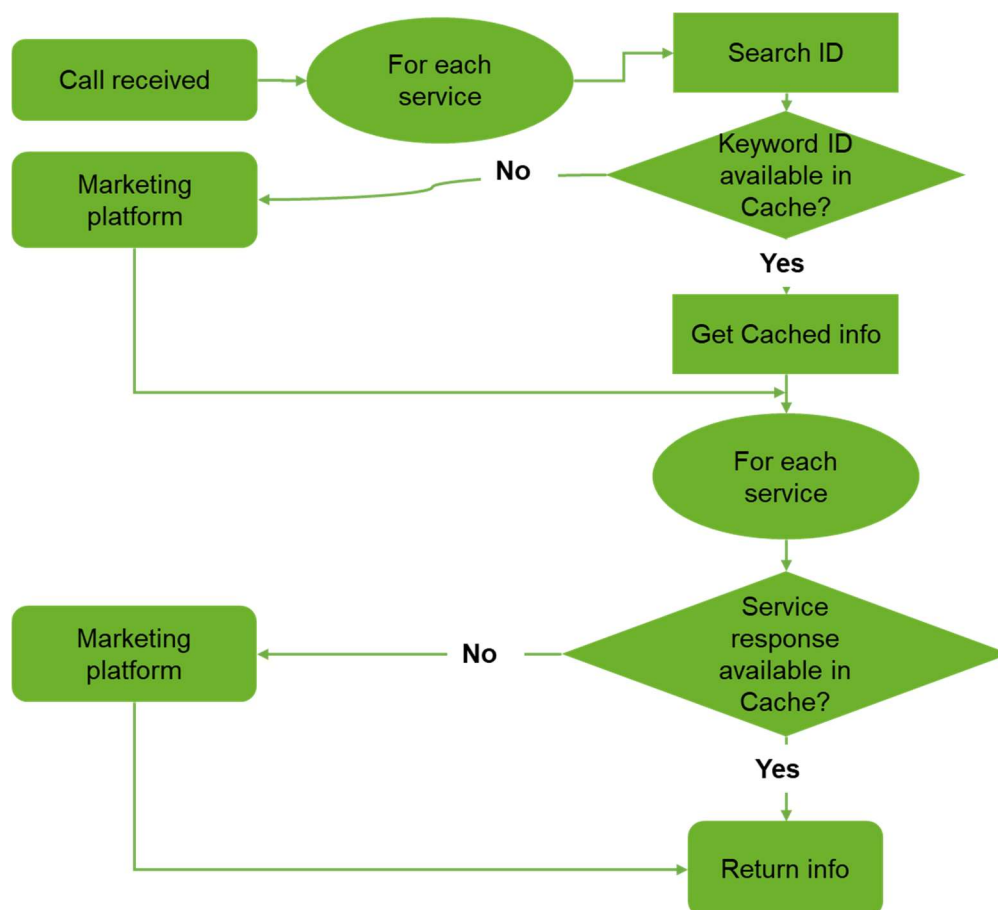 Call received
For each
service
Search ID
Keyword ID
available in
Cache?
No
Marketing
platform
Yes
Get Cached info
For each
service
Service
response
available in
Cache?
No
Marketing
platform
Yes
Return info